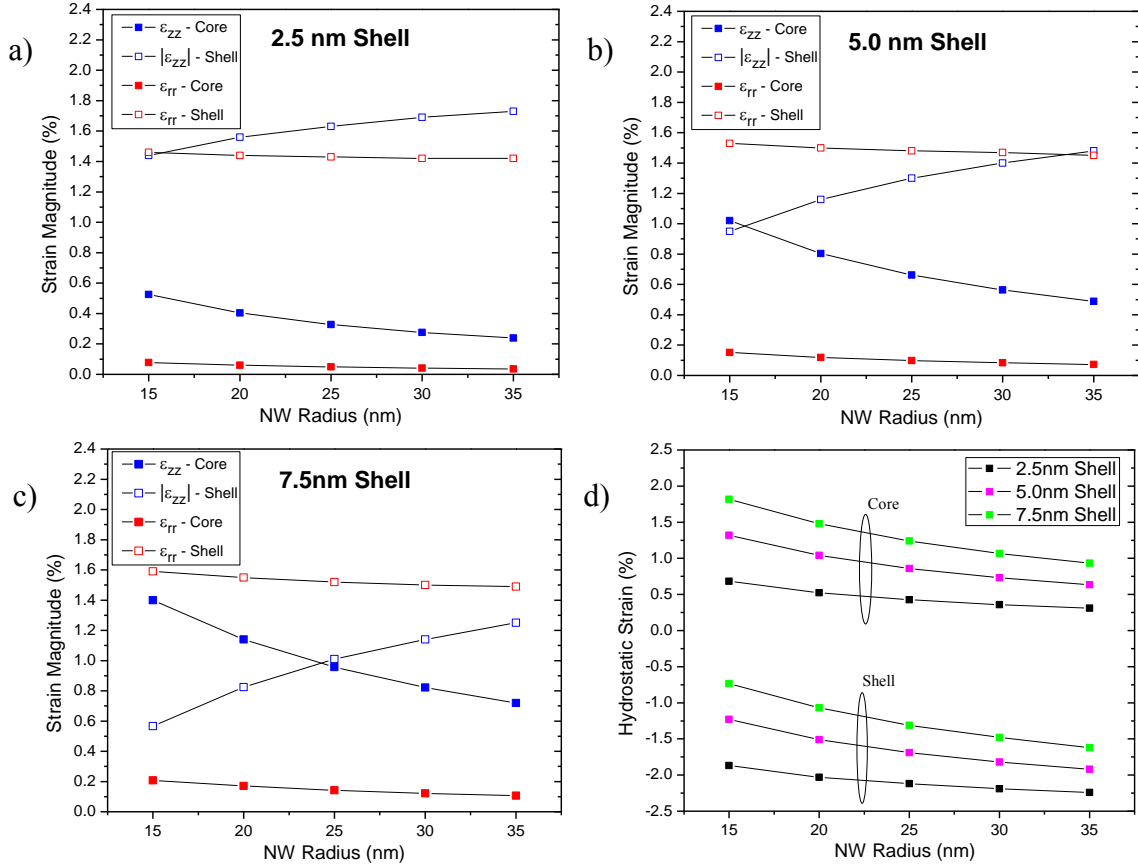 a)
2.5 nm Shell
ε_zz - Core
|ε_zz| - Shell
ε_rr - Core
ε_rr - Shell
Strain Magnitude (%)
2.4
2.2
2.0
1.8
1.6
1.4
1.2
1.0
0.8
0.6
0.4
0.2
0.0
15 20 25 30 35
NW Radius (nm)
b)
5.0 nm Shell
ε_zz - Core
|ε_zz| - Shell
ε_rr - Core
ε_rr - Shell
Strain Magnitude (%)
2.4
2.2
2.0
1.8
1.6
1.4
1.2
1.0
0.8
0.6
0.4
0.2
0.0
15 20 25 30 35
NW Radius (nm)
c)
7.5nm Shell
ε_zz - Core
|ε_zz| - Shell
ε_rr - Core
ε_rr - Shell
Strain Magnitude (%)
2.4
2.2
2.0
1.8
1.6
1.4
1.2
1.0
0.8
0.6
0.4
0.2
0.0
15 20 25 30 35
NW Radius (nm)
d)
2.5nm Shell
5.0nm Shell
7.5nm Shell
Core
Shell
Hydrostatic Strain (%)
2.5
2.0
1.5
1.0
0.5
0.0
-0.5
-1.0
-1.5
-2.0
-2.5
15 20 25 30 35
NW Radius (nm)